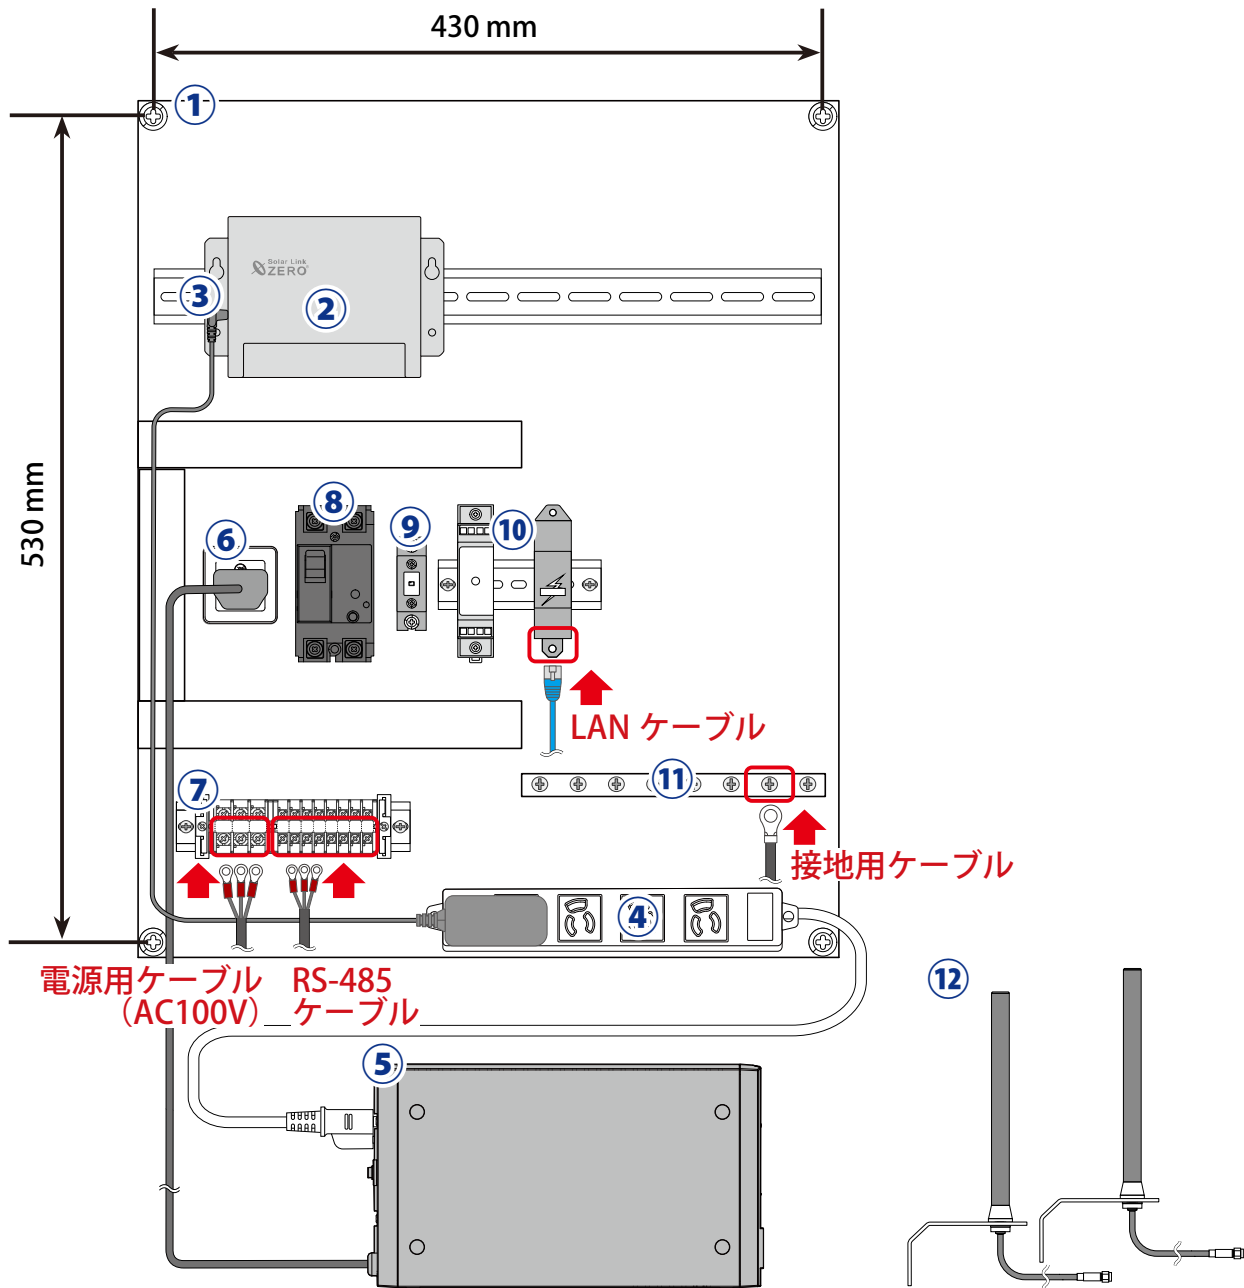 430 mm
①
530 mm
Solar Link
ZERO
③
②
⑧
⑨
⑩
⑥
LAN ケーブル
⑦
⑪
接地用ケーブル
④
電源用ケーブル
(AC100V)
RS-485
ケーブル
⑫
⑤